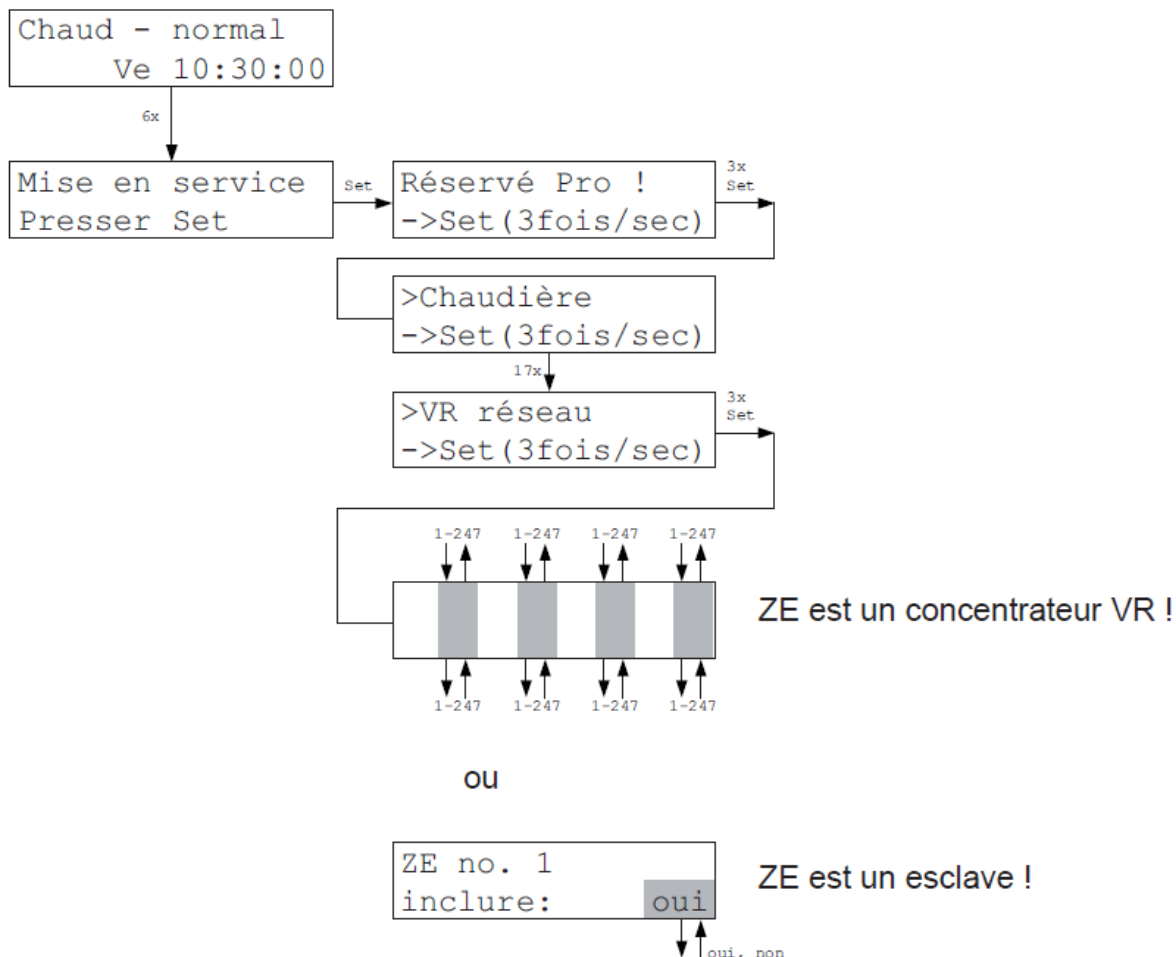 Chaud - normal
Ve 10:30:00
6x
Mise en service
Presser Set
Set
Réservé Pro !
->Set(3fois/sec)
3x
Set
>Chaudière
->Set(3fois/sec)
17x
>VR réseau
->Set(3fois/sec)
3x
Set
1-247 1-247 1-247 1-247
ZE est un concentrateur VR !
1-247 1-247 1-247 1-247
ou
ZE no. 1
inclure: oui
ZE est un esclave !
oui, non